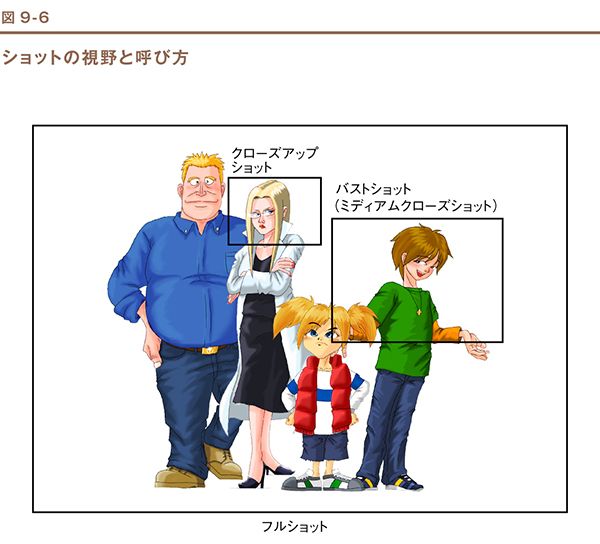 図9-6
ショットの視野と呼び方
クローズアップ
ショット
バストショット
（ミディアムクローズショット）
フルショット